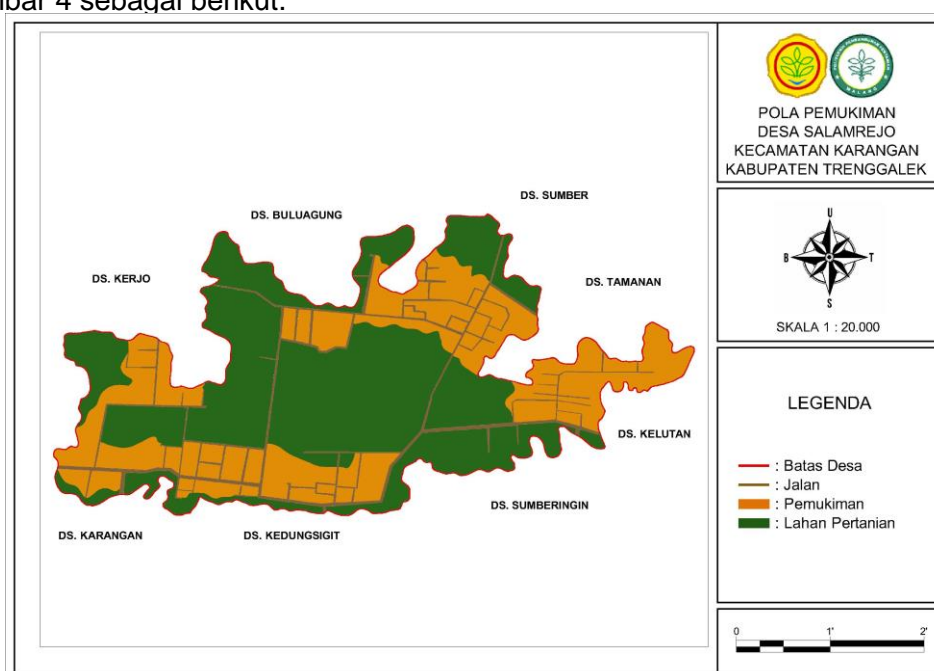 bar 4 sebagai berikut.
POLA PEMUKIMAN
DESA SALAMREJO
KECAMATAN KARANGAN
KABUPATEN TRENGGALEK
DS. SUMBER
DS. BULUAGUNG
DS. KERJO
DS. TAMANAN
DS. KELUTAN
DS. SUMBERINGIN
DS. KARANGAN
DS. KEDUNGSIGIT
U
B
T
S
SKALA 1 : 20.000
LEGENDA
: Batas Desa
: Jalan
: Pemukiman
: Lahan Pertanian
0 1' 2'